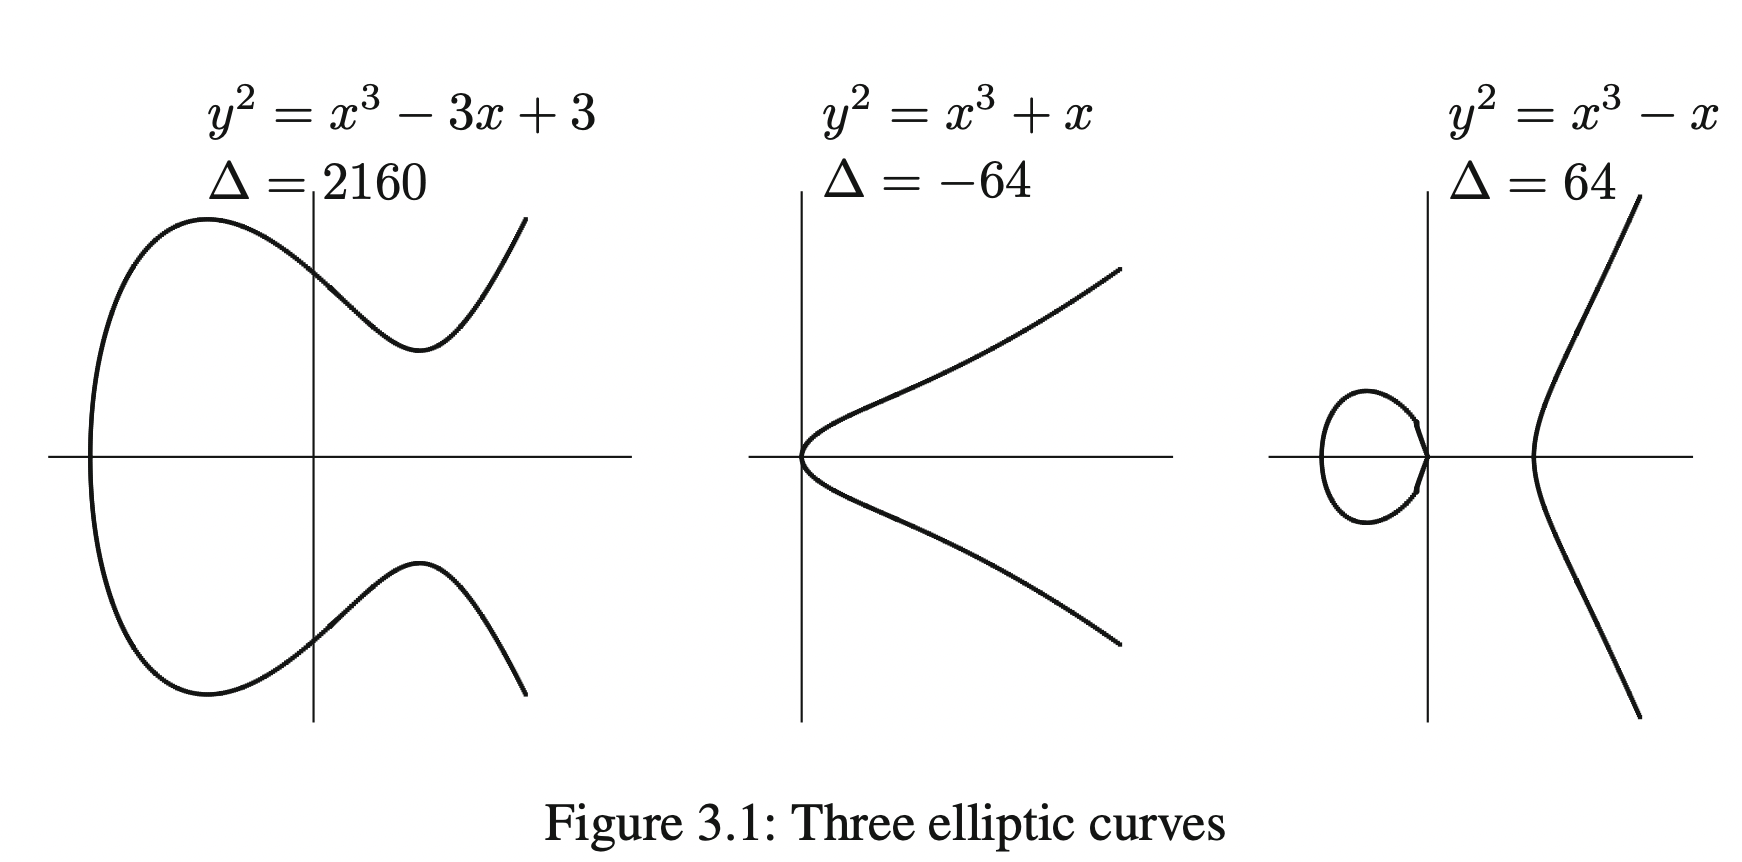 y² = x³ − 3x + 3
Δ = 2160
y² = x³ + x
Δ = −64
y² = x³ − x
Δ = 64
Figure 3.1: Three elliptic curves